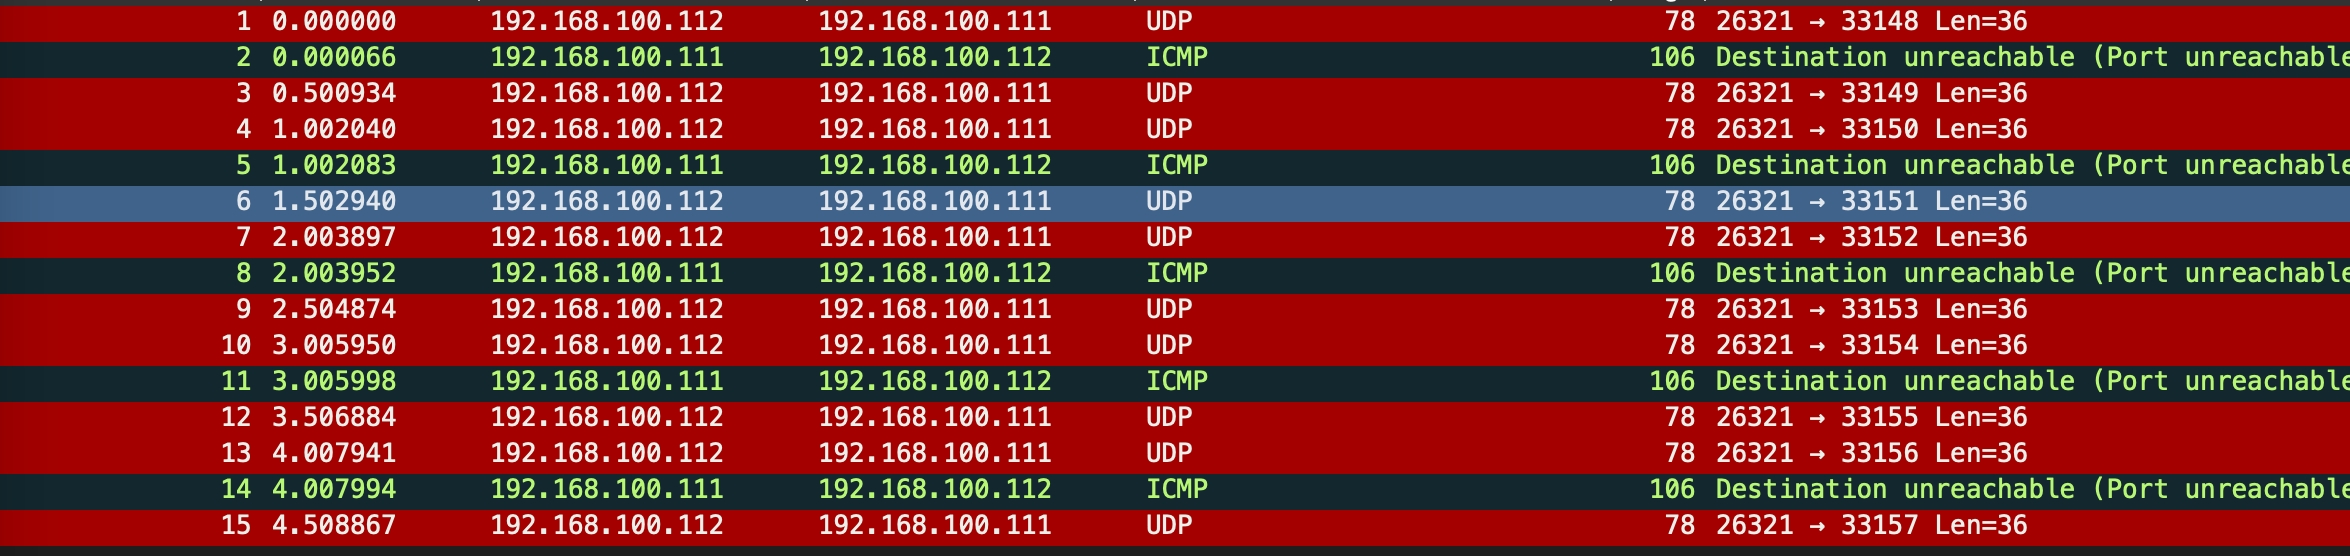 1 0.000000 192.168.100.112 192.168.100.111 UDP 78 26321 → 33148 Len=36
2 0.000066 192.168.100.111 192.168.100.112 ICMP 106 Destination unreachable (Port unreachable
3 0.500934 192.168.100.112 192.168.100.111 UDP 78 26321 → 33149 Len=36
4 1.002040 192.168.100.112 192.168.100.111 UDP 78 26321 → 33150 Len=36
5 1.002083 192.168.100.111 192.168.100.112 ICMP 106 Destination unreachable (Port unreachable
6 1.502940 192.168.100.112 192.168.100.111 UDP 78 26321 → 33151 Len=36
7 2.003897 192.168.100.112 192.168.100.111 UDP 78 26321 → 33152 Len=36
8 2.003952 192.168.100.111 192.168.100.112 ICMP 106 Destination unreachable (Port unreachable
9 2.504874 192.168.100.112 192.168.100.111 UDP 78 26321 → 33153 Len=36
10 3.005950 192.168.100.112 192.168.100.111 UDP 78 26321 → 33154 Len=36
11 3.005998 192.168.100.111 192.168.100.112 ICMP 106 Destination unreachable (Port unreachable
12 3.506884 192.168.100.112 192.168.100.111 UDP 78 26321 → 33155 Len=36
13 4.007941 192.168.100.112 192.168.100.111 UDP 78 26321 → 33156 Len=36
14 4.007994 192.168.100.111 192.168.100.112 ICMP 106 Destination unreachable (Port unreachable
15 4.508867 192.168.100.112 192.168.100.111 UDP 78 26321 → 33157 Len=36